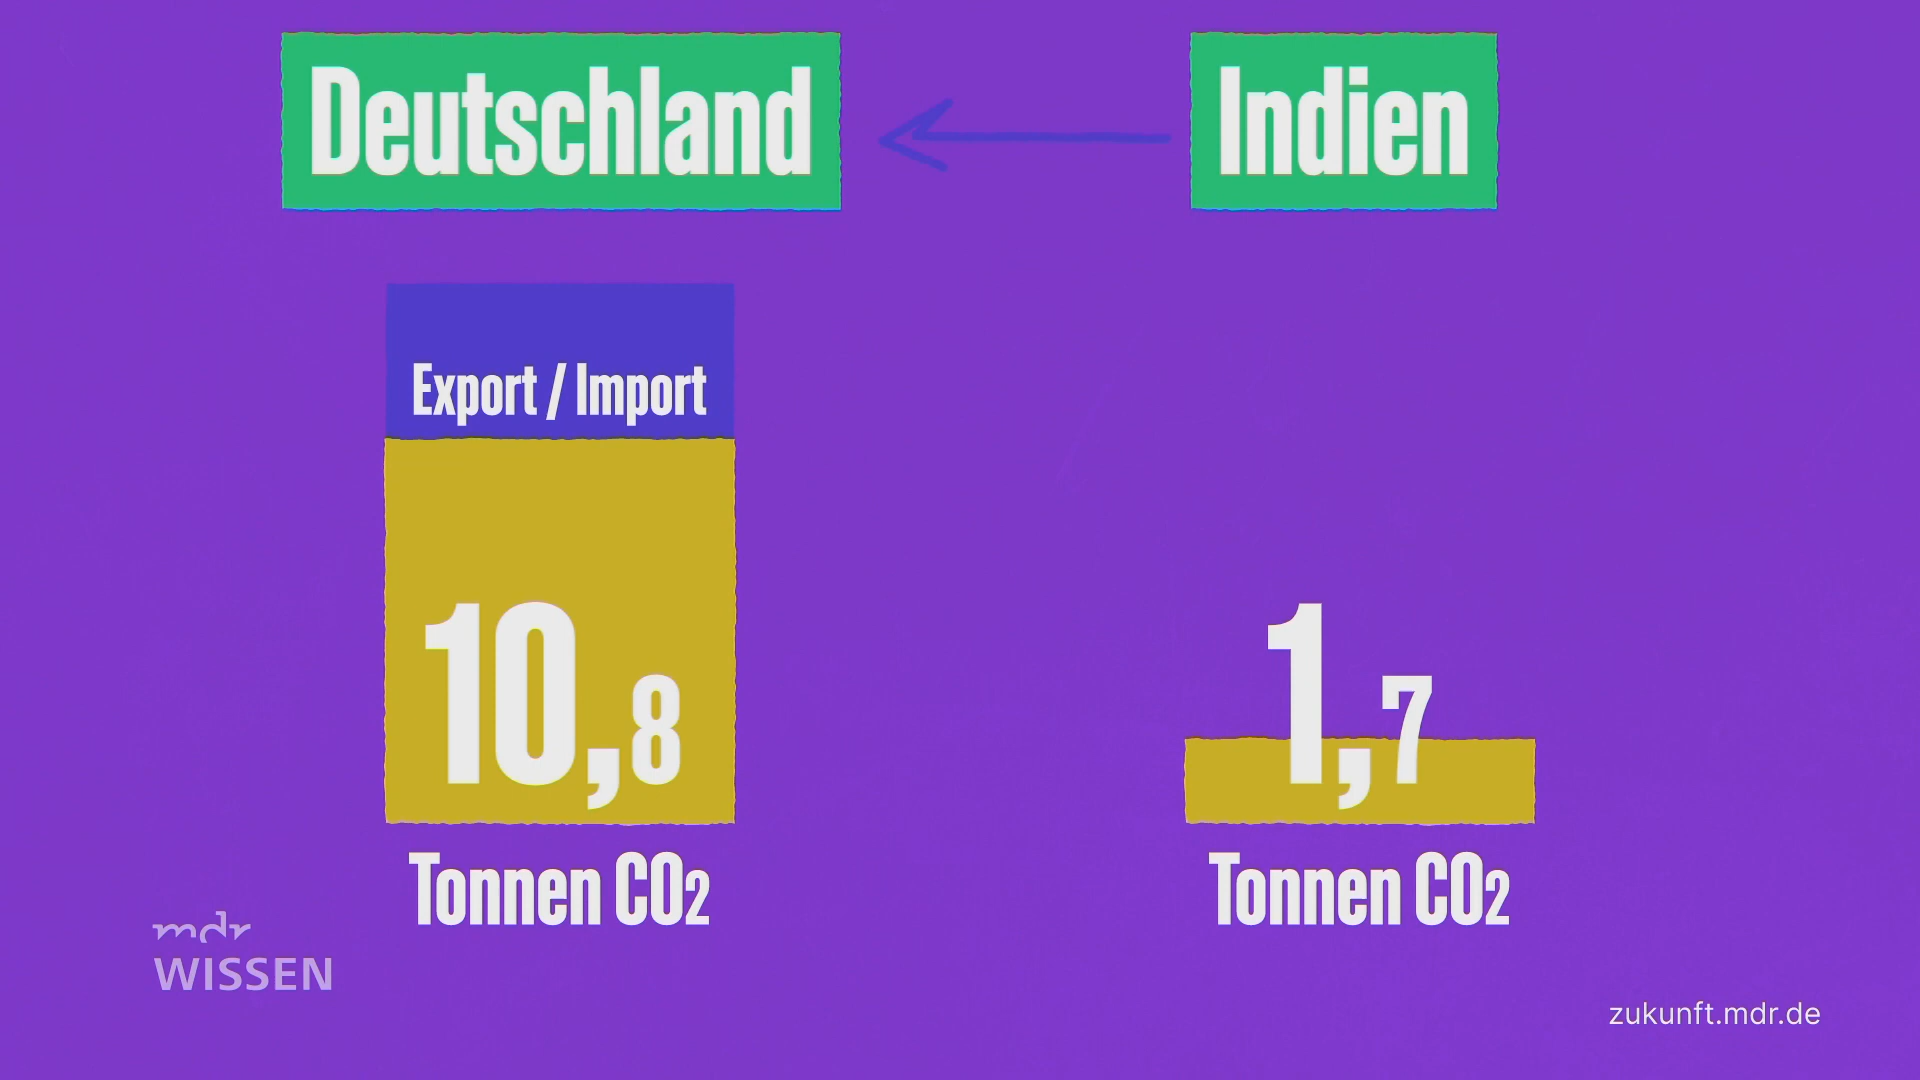 Deutschland
Indien
Export / Import
10,8
1,7
Tonnen CO2
Tonnen CO2
mdr
WISSEN
zukunft.mdr.de